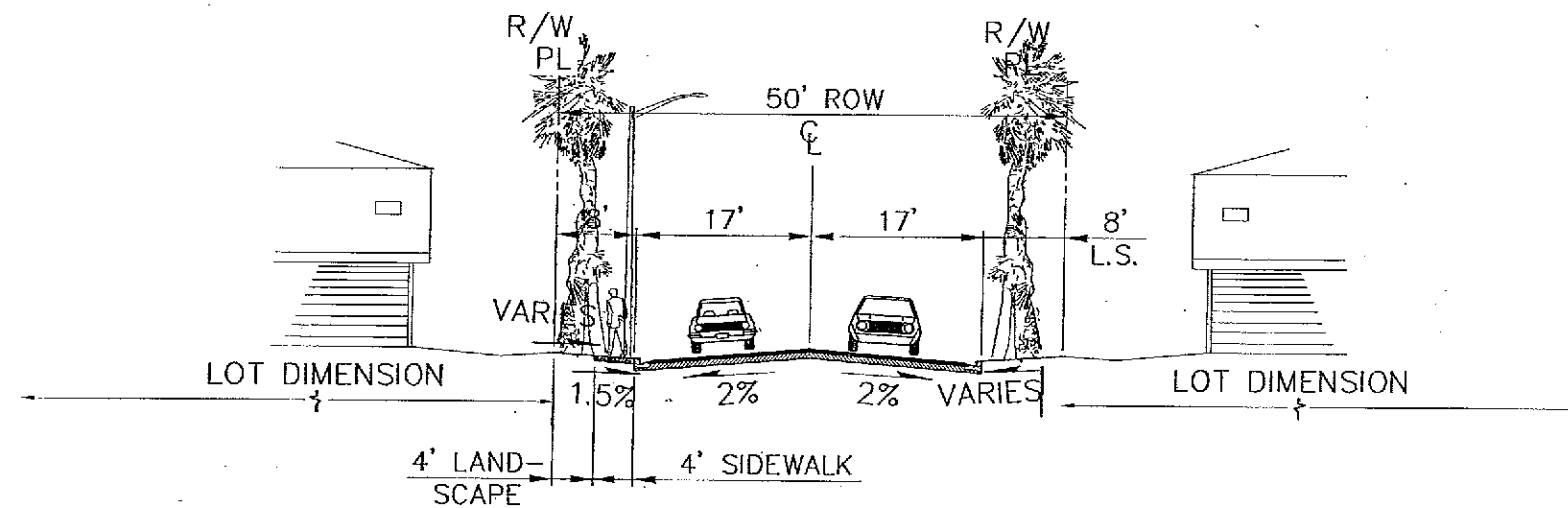 R/W
PL
R/W
PL
50' ROW
CL
8'
17'
17'
8'
L.S.
VARIES
LOT DIMENSION
1.5%
2%
2%
VARIES
LOT DIMENSION
4' LAND-
SCAPE
4' SIDEWALK